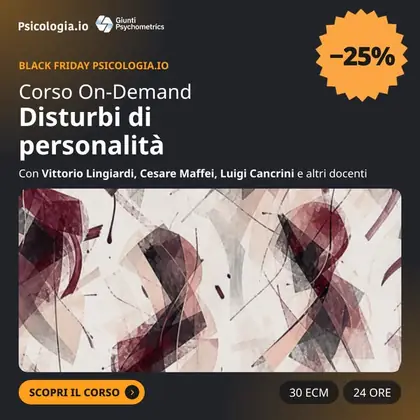 Psicologia.io
Giunti
Psychometrics
−25%
BLACK FRIDAY PSICOLOGIA.IO
Corso On-Demand
Disturbi di
personalità
Con Vittorio Lingiardi, Cesare Maffei, Luigi Cancrini e altri docenti
SCOPRI IL CORSO
30 ECM
24 ORE